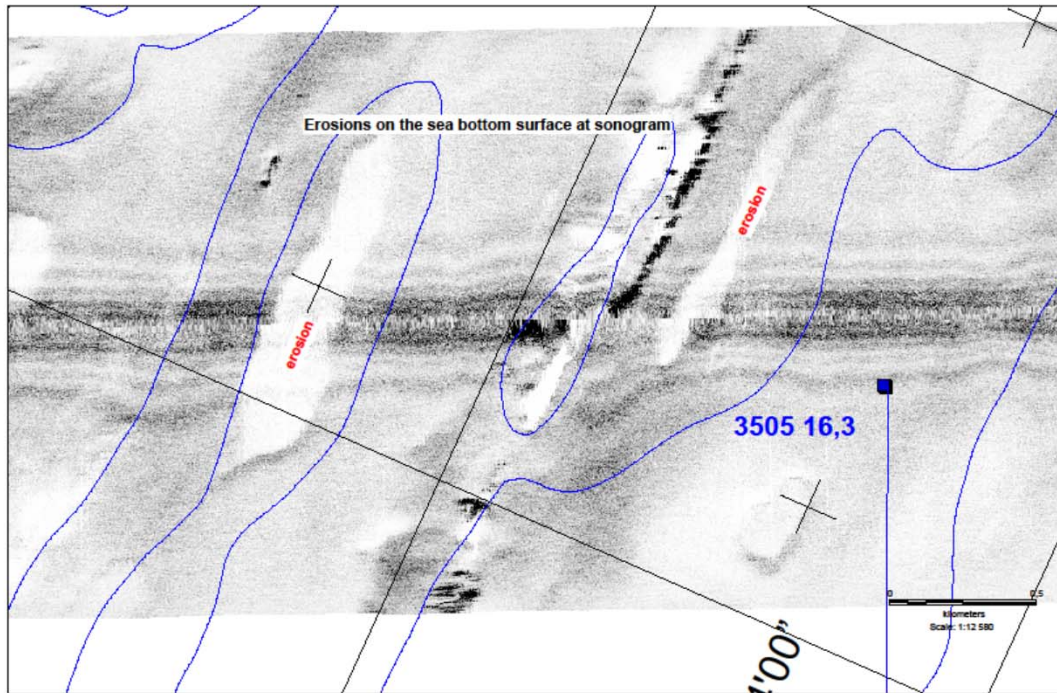 Erosions on the sea bottom surface at sonogram
erosion
erosion
3505 16,3
0 0,5
kilometers
Scale: 1:12 580
1'00"